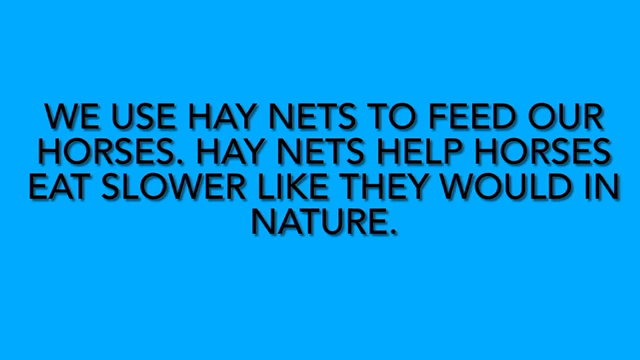 WE USE HAY NETS TO FEED OUR
HORSES. HAY NETS HELP HORSES
EAT SLOWER LIKE THEY WOULD IN
NATURE.